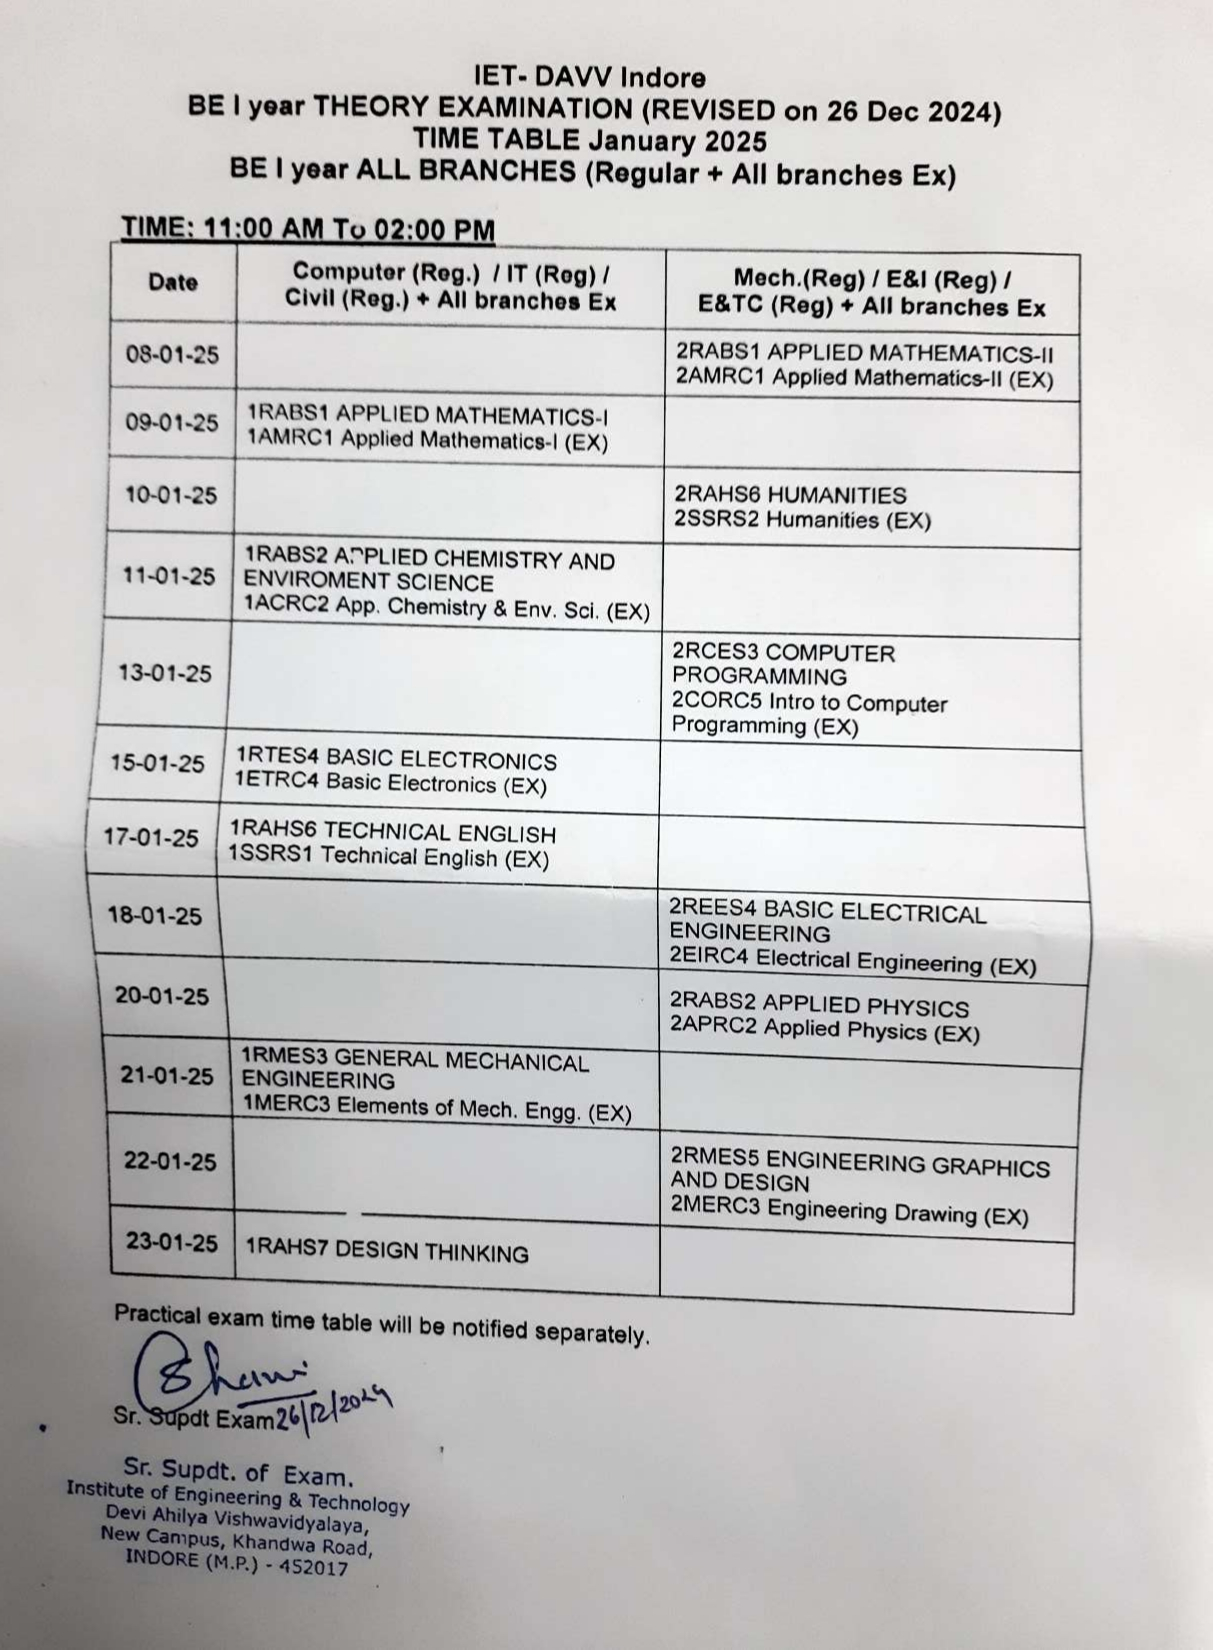 IET- DAVV Indore
BE I year THEORY EXAMINATION (REVISED on 26 Dec 2024)
TIME TABLE January 2025
BE I year ALL BRANCHES (Regular + All branches Ex)
TIME: 11:00 AM To 02:00 PM
Date
Computer (Reg.) / IT (Reg) /
Civil (Reg.) + All branches Ex
Mech.(Reg) / E&I (Reg) /
E&TC (Reg) + All branches Ex
08-01-25
2RABS1 APPLIED MATHEMATICS-II
2AMRC1 Applied Mathematics-II (EX)
09-01-25
1RABS1 APPLIED MATHEMATICS-I
1AMRC1 Applied Mathematics-I (EX)
10-01-25
2RAHS6 HUMANITIES
2SSRS2 Humanities (EX)
11-01-25
1RABS2 APPLIED CHEMISTRY AND
ENVIROMENT SCIENCE
1ACRC2 App. Chemistry & Env. Sci. (EX)
13-01-25
2RCES3 COMPUTER
PROGRAMMING
2CORC5 Intro to Computer
Programming (EX)
15-01-25
1RTES4 BASIC ELECTRONICS
1ETRC4 Basic Electronics (EX)
17-01-25
1RAHS6 TECHNICAL ENGLISH
1SSRS1 Technical English (EX)
18-01-25
2REES4 BASIC ELECTRICAL
ENGINEERING
2EIRC4 Electrical Engineering (EX)
20-01-25
2RABS2 APPLIED PHYSICS
2APRC2 Applied Physics (EX)
21-01-25
1RMES3 GENERAL MECHANICAL
ENGINEERING
1MERC3 Elements of Mech. Engg. (EX)
22-01-25
2RMES5 ENGINEERING GRAPHICS
AND DESIGN
2MERC3 Engineering Drawing (EX)
23-01-25
1RAHS7 DESIGN THINKING
Practical exam time table will be notified separately.
Sr. Supdt Exam 26/12/2024
Sr. Supdt. of Exam.
Institute of Engineering & Technology
Devi Ahilya Vishwavidyalaya,
New Campus, Khandwa Road,
INDORE (M.P.) - 452017